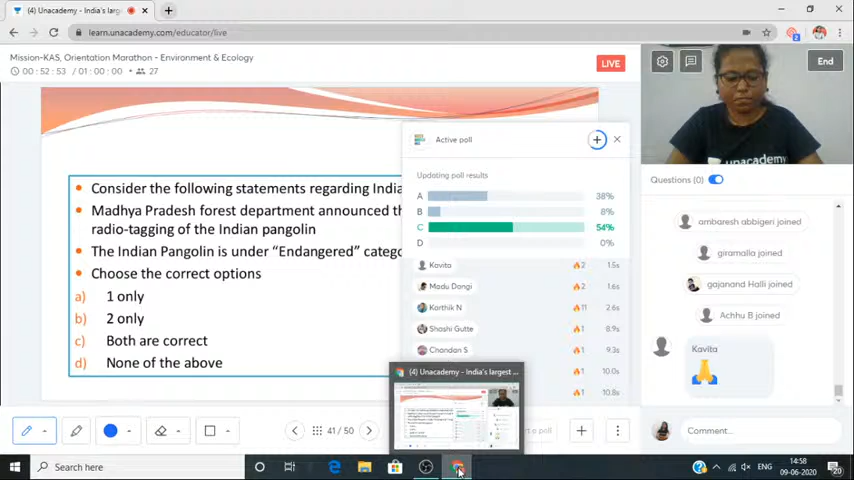 (4) Unacademy - India's larg
learn.unacademy.com/educator/live
Mission-KAS, Orientation Marathon - Environment & Ecology
00 : 52 : 53 / 01 : 00 : 00 • 27
LIVE
End
unacademy
Consider the following statements regarding India
Madhya Pradesh forest department announced th
radio-tagging of the Indian pangolin
The Indian Pangolin is under “Endangered” catego
Choose the correct options
a) 1 only
b) 2 only
c) Both are correct
d) None of the above
Active poll
Updating poll results
A 38%
B 8%
C 54%
D 0%
Kavita 2 1.5s
Madu Dangi 2 1.6s
Karthik N 11 2.6s
Shashi Gutte 1 8.9s
Chandan S 1 9.3s
1 10.0s
1 10.8s
Questions (0)
ambaresh abbigeri joined
giramalla joined
gajanand Halli joined
Achhu B joined
Kavita
(4) Unacademy - India's largest ...
41 / 50
t a poll
Comment...
Search here
ENG
14:58
09-06-2020
20